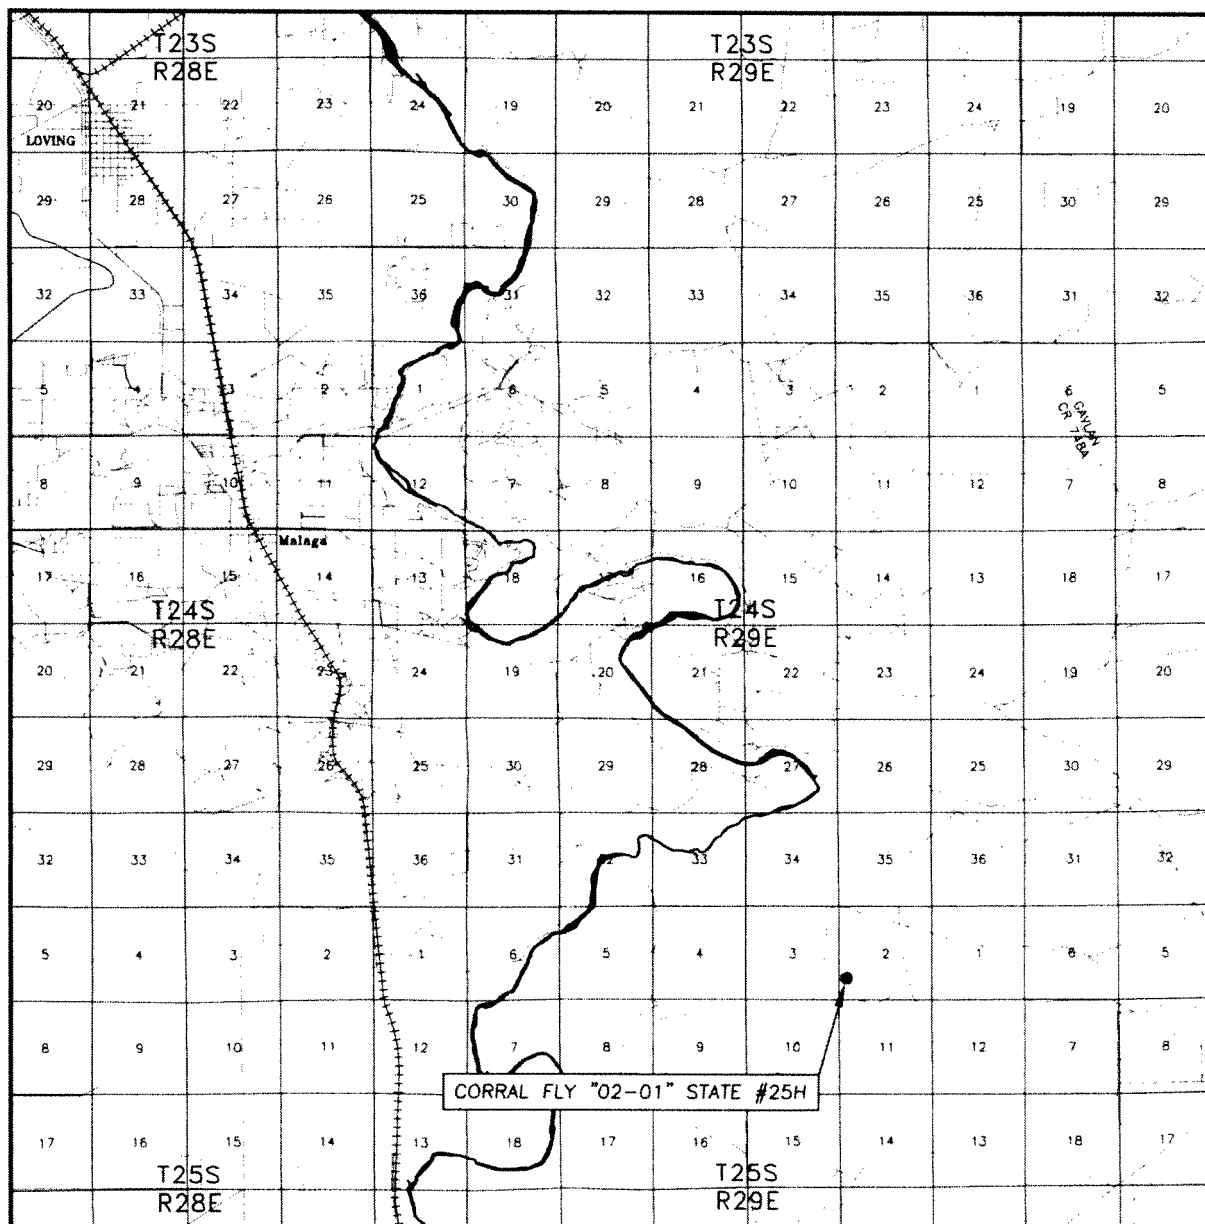 T23S
R28E
T23S
R29E
20 21 22 23 24 19 20 21 22 23 24 19 20
LOVING
29 28 27 26 25 30 29 28 27 26 25 30 29
32 33 34 35 36 31 32 33 34 35 36 31 32
5 4 3 2 1 6 5 4 3 2 1 6 5
GAVLAN
CR 748A
8 9 10 11 12 7 8 9 10 11 12 7 8
Malaga
17 16 15 14 13 18 17 16 15 14 13 18 17
T24S
R28E
T24S
R29E
20 21 22 23 24 19 20 21 22 23 24 19 20
29 28 27 26 25 30 29 28 27 26 25 30 29
32 33 34 35 36 31 32 33 34 35 36 31 32
5 4 3 2 1 6 5 4 3 2 1 6 5
8 9 10 11 12 7 8 9 10 11 12 7 8
CORRAL FLY "02-01" STATE #25H
17 16 15 14 13 18 17 16 15 14 13 18 17
T25S
R28E
T25S
R29E